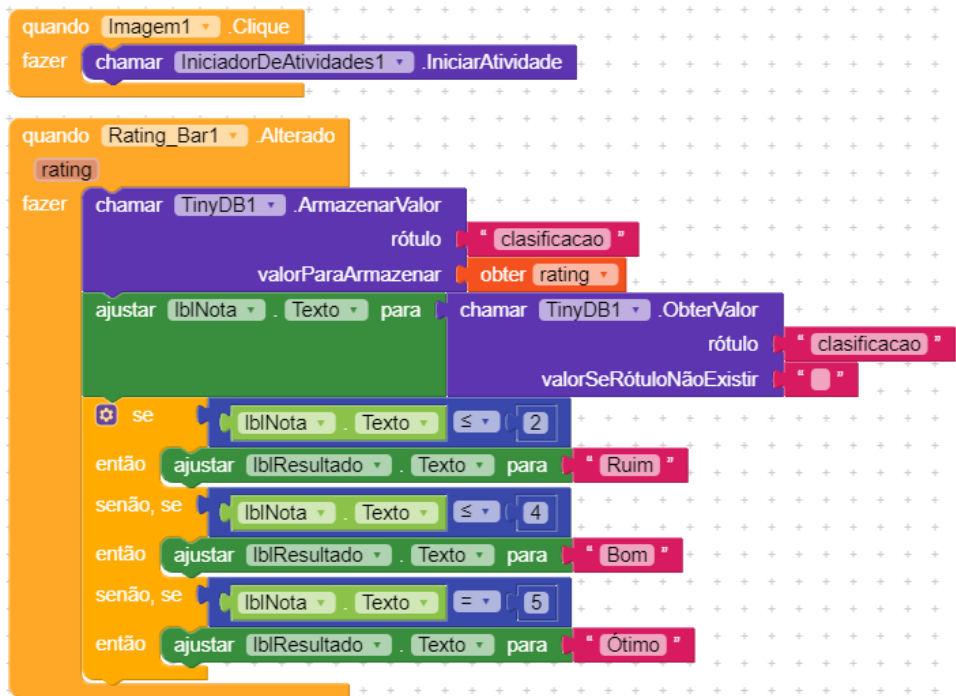 quando Imagem1 .Clique
fazer chamar IniciadorDeAtividades1 .IniciarAtividade
quando Rating_Bar1 .Alterado
rating
fazer chamar TinyDB1 .ArmazenarValor
rótulo " clasificacao "
valorParaArmazenar obter rating
ajustar lblNota . Texto para chamar TinyDB1 .ObterValor
rótulo " clasificacao "
valorSeRótuloNãoExistir " "
se lblNota . Texto ≤ 2
então ajustar lblResultado . Texto para " Ruim "
senão, se lblNota . Texto ≤ 4
então ajustar lblResultado . Texto para " Bom "
senão, se lblNota . Texto = 5
então ajustar lblResultado . Texto para " Ótimo "